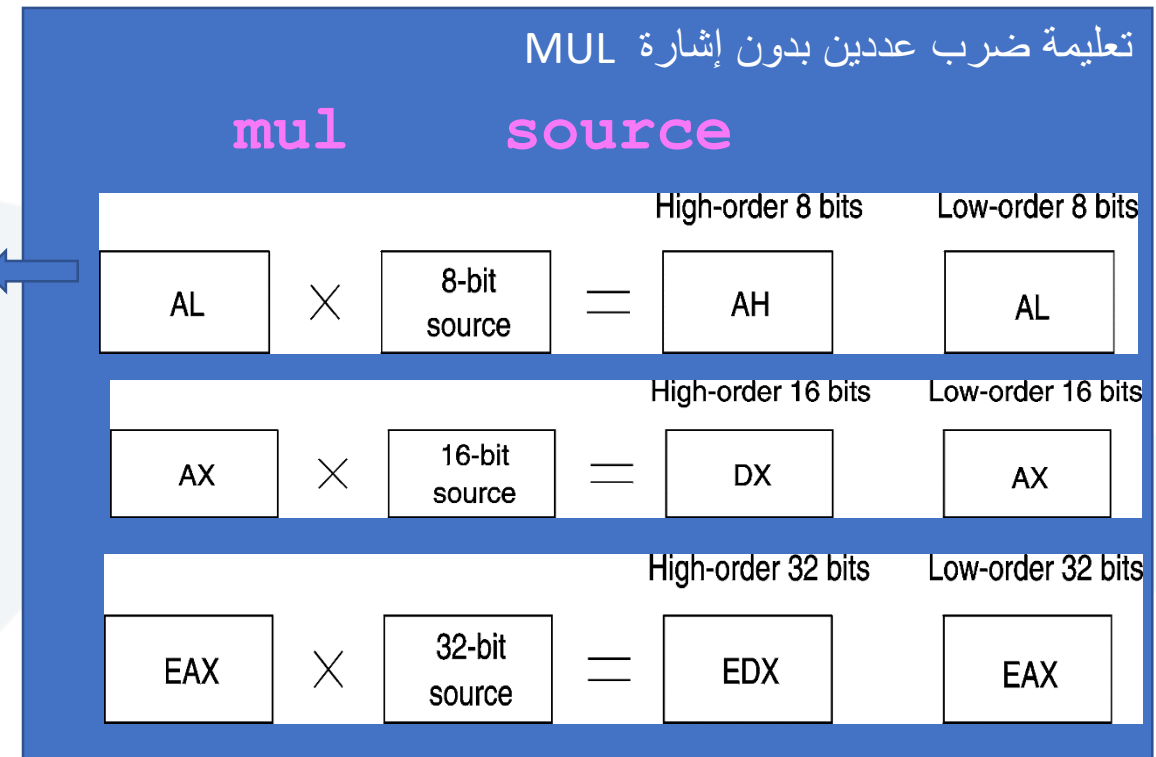 تعليمة ضرب عددين بدون إشارة MUL
mul source
High-order 8 bits Low-order 8 bits
AL × 8-bit source = AH AL
High-order 16 bits Low-order 16 bits
AX × 16-bit source = DX AX
High-order 32 bits Low-order 32 bits
EAX × 32-bit source = EDX EAX